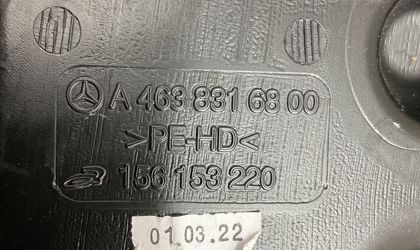 A 463 831 68 00
>PE-HD<
156 153 220
01.03.22